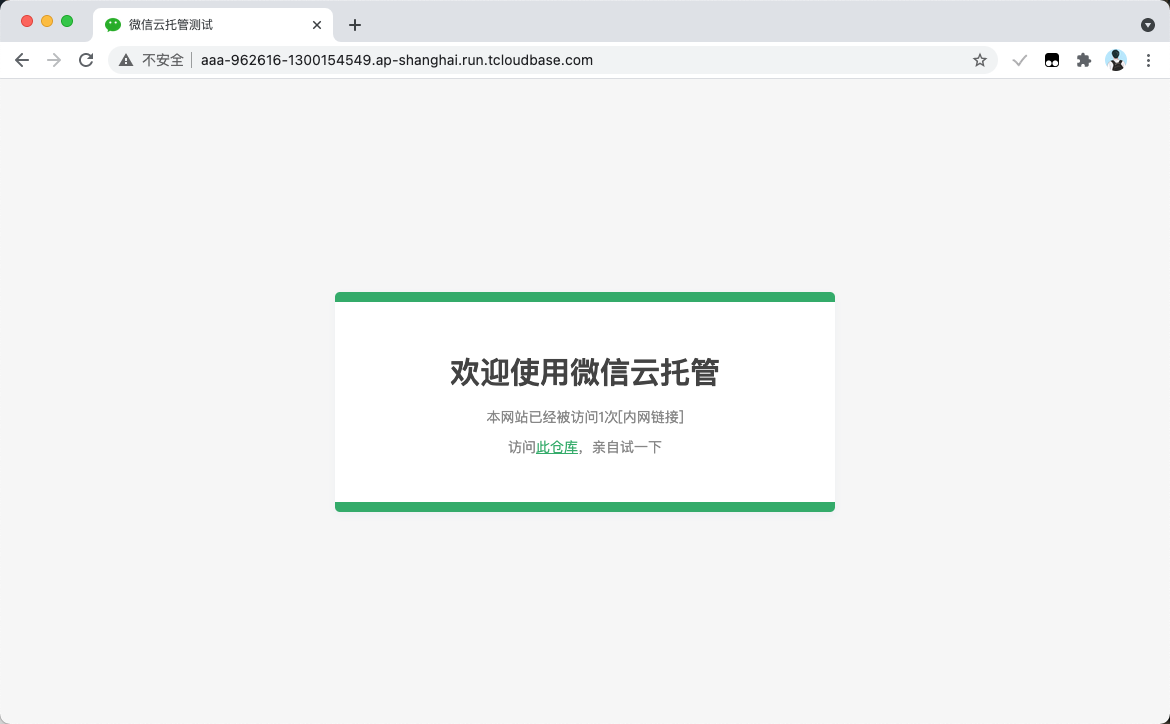 微信云托管测试
不安全
aaa-962616-1300154549.ap-shanghai.run.tcloudbase.com
欢迎使用微信云托管
本网站已经被访问1次[内网链接]
访问此仓库，亲自试一下